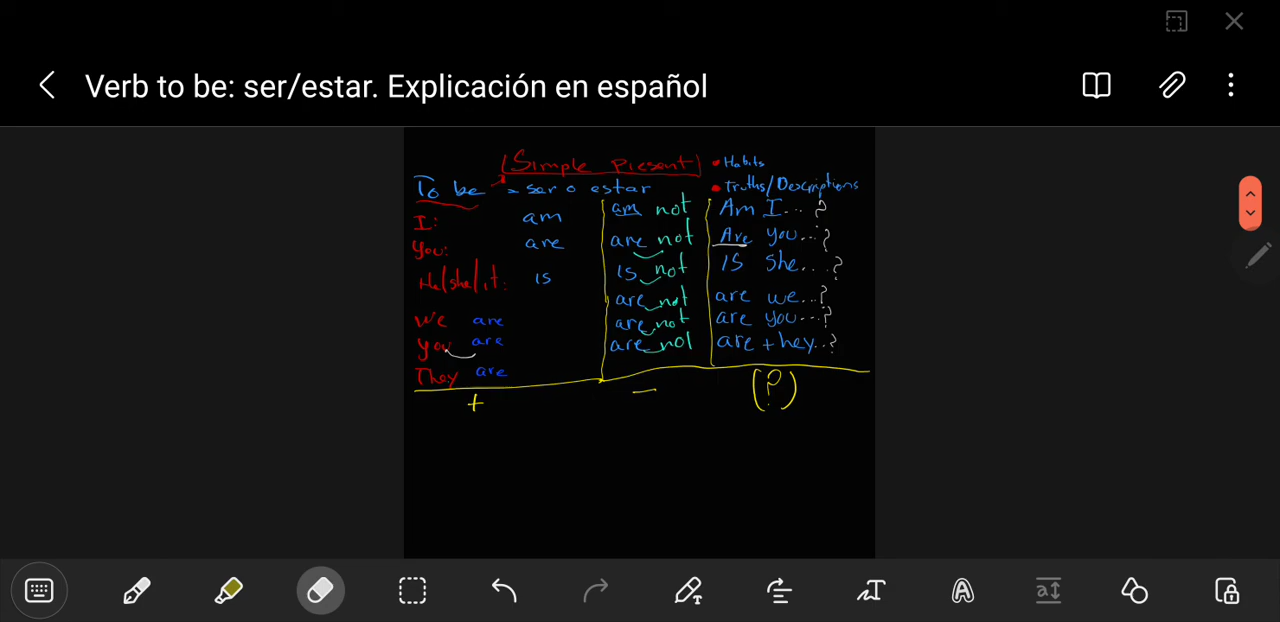 Verb to be: ser/estar. Explicación en español
(Simple Present) • Habits
To be → = ser o estar • Truths/Descriptions
I: am am not Am I...?
You: are are not Are you...?
He/she/it: is is not Is she...?
are not are we...?
We are are not are you...?
you are are not are they...?
They are
+ - (?)